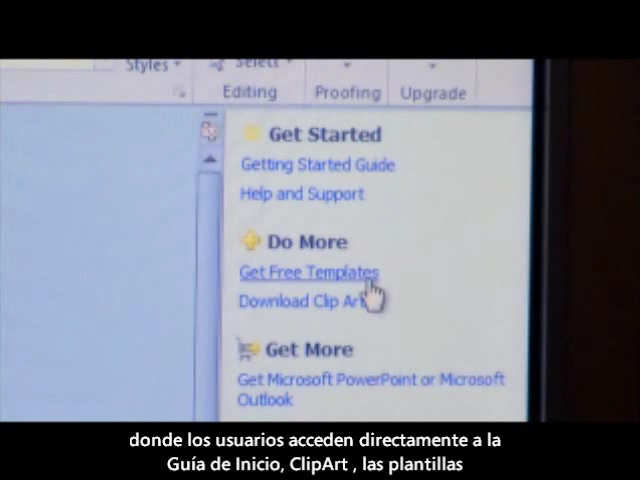 Styles
Select
Editing
Proofing
Upgrade
Get Started
Getting Started Guide
Help and Support
Do More
Get Free Templates
Download Clip Art
Get More
Get Microsoft PowerPoint or Microsoft
Outlook
donde los usuarios acceden directamente a la
Guía de Inicio, ClipArt , las plantillas